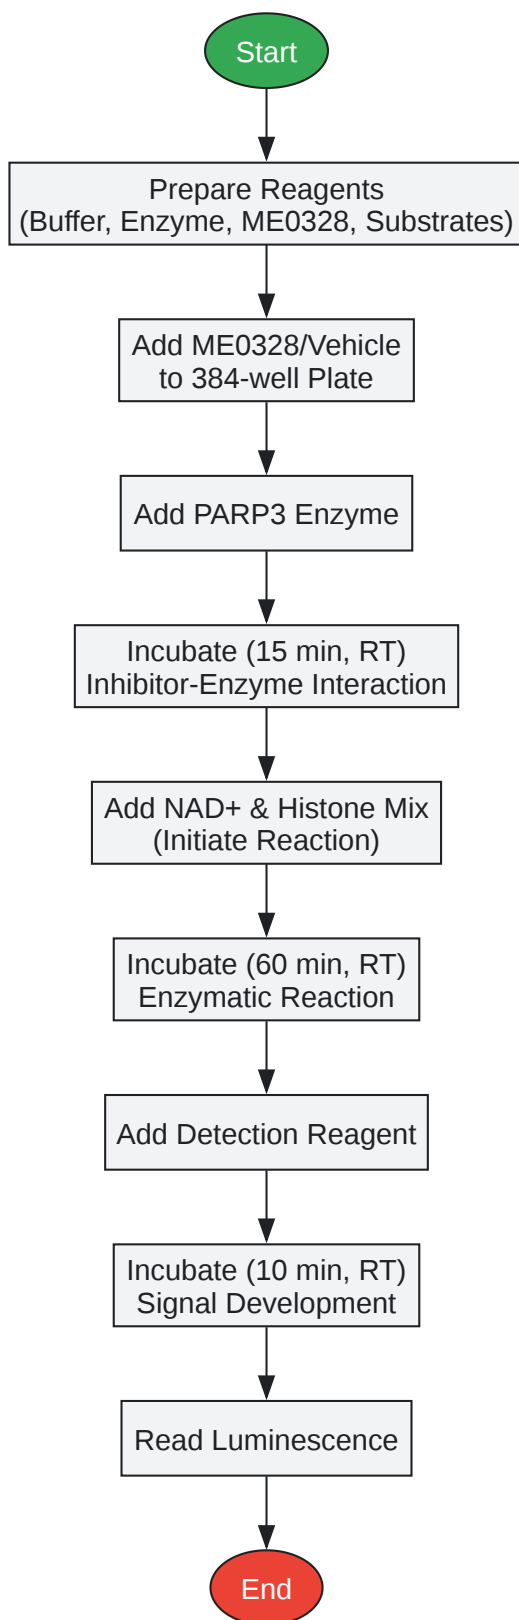 Start
Prepare Reagents
(Buffer, Enzyme, ME0328, Substrates)
Add ME0328/Vehicle
to 384-well Plate
Add PARP3 Enzyme
Incubate (15 min, RT)
Inhibitor-Enzyme Interaction
Add NAD+ & Histone Mix
(Initiate Reaction)
Incubate (60 min, RT)
Enzymatic Reaction
Add Detection Reagent
Incubate (10 min, RT)
Signal Development
Read Luminescence
End